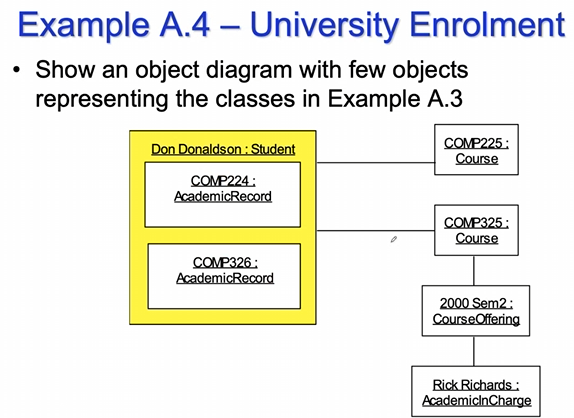 Example A.4 – University Enrolment
• Show an object diagram with few objects
representing the classes in Example A.3
Don Donaldson : Student
COMP224 :
AcademicRecord
COMP326 :
AcademicRecord
COMP225 :
Course
COMP325 :
Course
2000 Sem2 :
CourseOffering
Rick Richards :
AcademicInCharge